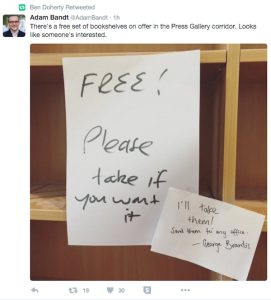 Ben Doherty Retweeted
Adam Bandt @AdamBandt · 1h
There's a free set of bookshelves on offer in the Press Gallery corridor. Looks
like someone's interested.
FREE!
Please
take if
you want
it
I'll take
them!
Send them to my office.
— George Brandis
19
30